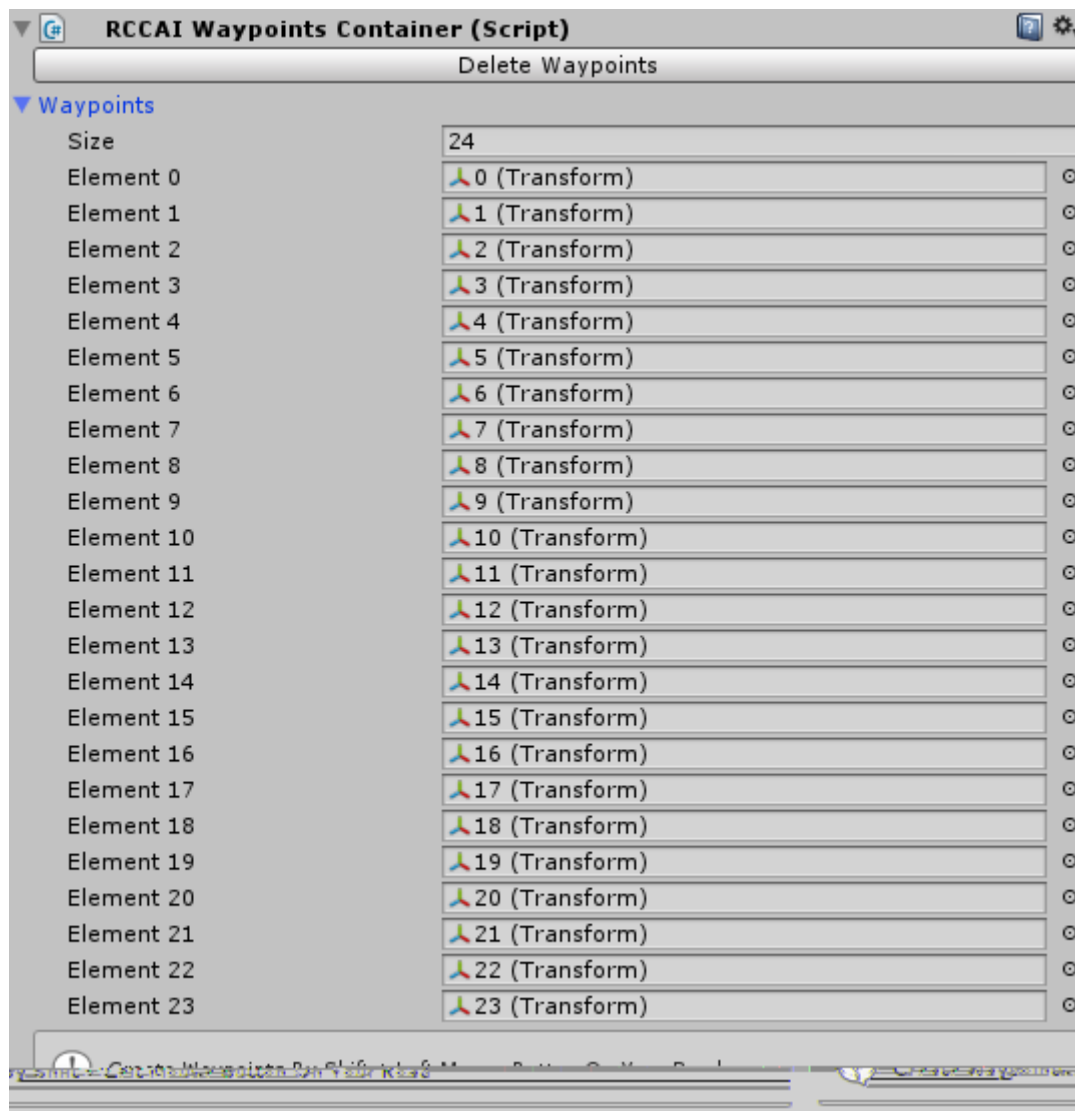 RCCAI Waypoints Container (Script)
Delete Waypoints
Waypoints
Size 24
Element 0 0 (Transform)
Element 1 1 (Transform)
Element 2 2 (Transform)
Element 3 3 (Transform)
Element 4 4 (Transform)
Element 5 5 (Transform)
Element 6 6 (Transform)
Element 7 7 (Transform)
Element 8 8 (Transform)
Element 9 9 (Transform)
Element 10 10 (Transform)
Element 11 11 (Transform)
Element 12 12 (Transform)
Element 13 13 (Transform)
Element 14 14 (Transform)
Element 15 15 (Transform)
Element 16 16 (Transform)
Element 17 17 (Transform)
Element 18 18 (Transform)
Element 19 19 (Transform)
Element 20 20 (Transform)
Element 21 21 (Transform)
Element 22 22 (Transform)
Element 23 23 (Transform)